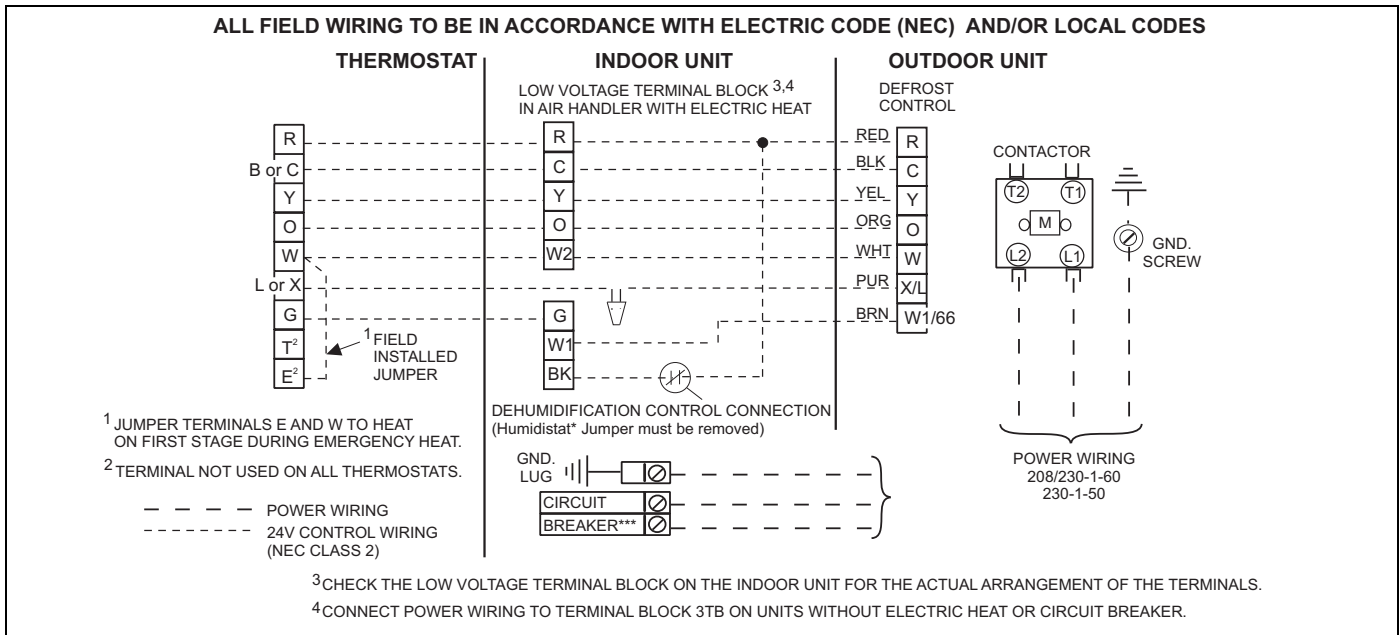 ALL FIELD WIRING TO BE IN ACCORDANCE WITH ELECTRIC CODE (NEC) AND/OR LOCAL CODES
THERMOSTAT
R
B or C
Y
O
W
L or X
G
T²
E²
1 FIELD
INSTALLED
JUMPER
1 JUMPER TERMINALS E AND W TO HEAT
ON FIRST STAGE DURING EMERGENCY HEAT.
2 TERMINAL NOT USED ON ALL THERMOSTATS.
POWER WIRING
24V CONTROL WIRING
(NEC CLASS 2)
INDOOR UNIT
LOW VOLTAGE TERMINAL BLOCK 3,4
IN AIR HANDLER WITH ELECTRIC HEAT
R
C
Y
O
W2
G
W1
BK
DEHUMIDIFICATION CONTROL CONNECTION
(Humidistat* Jumper must be removed)
GND.
LUG
CIRCUIT
BREAKER***
OUTDOOR UNIT
DEFROST
CONTROL
RED R
BLK C
YEL Y
ORG O
WHT W
PUR X/L
BRN W1/66
CONTACTOR
T2 T1
M
L2 L1
GND.
SCREW
POWER WIRING
208/230-1-60
230-1-50
3 CHECK THE LOW VOLTAGE TERMINAL BLOCK ON THE INDOOR UNIT FOR THE ACTUAL ARRANGEMENT OF THE TERMINALS.
4 CONNECT POWER WIRING TO TERMINAL BLOCK 3TB ON UNITS WITHOUT ELECTRIC HEAT OR CIRCUIT BREAKER.